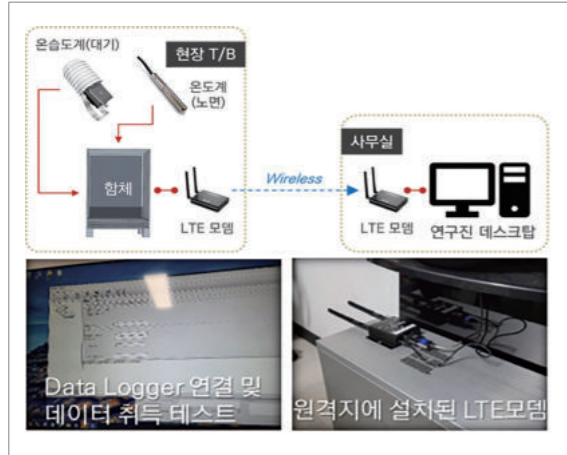 온습도계(대기)
현장 T/B
온도계
(노면)
함체
LTE 모뎀
Wireless
사무실
LTE 모뎀
연구진 데스크탑
Data Logger 연결 및
데이터 취득 테스트
원격지에 설치된 LTE모뎀